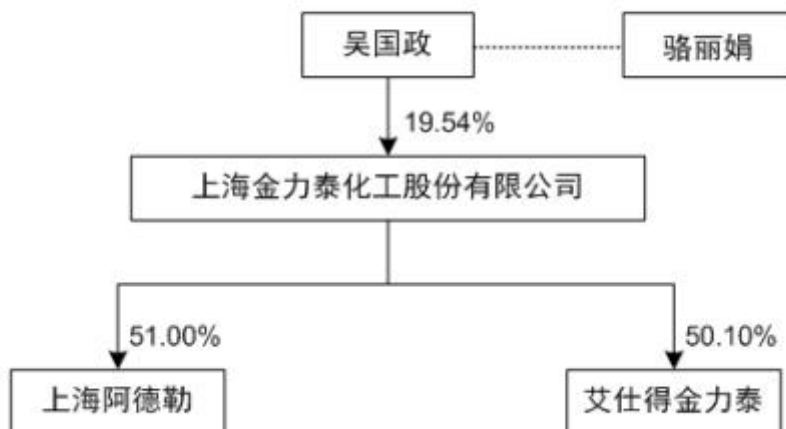 吴国政
骆丽娟
19.54%
上海金力泰化工股份有限公司
51.00%
50.10%
上海阿德勒
艾仕得金力泰